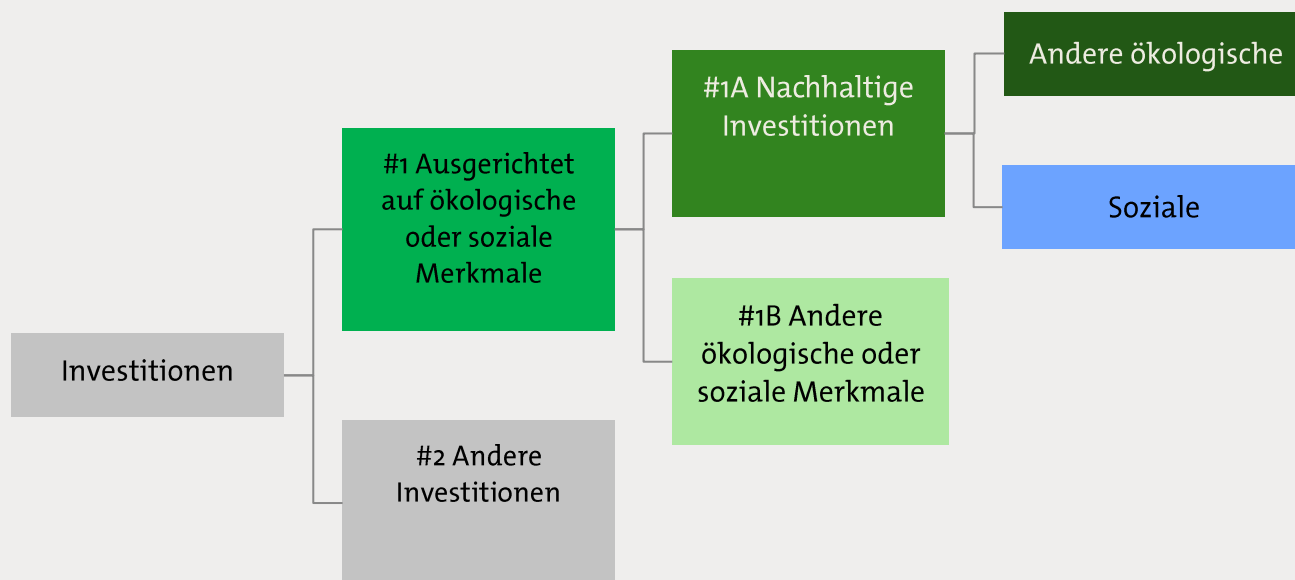 Andere ökologische
#1A Nachhaltige
Investitionen
#1 Ausgerichtet
auf ökologische
oder soziale
Merkmale
Soziale
#1B Andere
ökologische oder
soziale Merkmale
Investitionen
#2 Andere
Investitionen